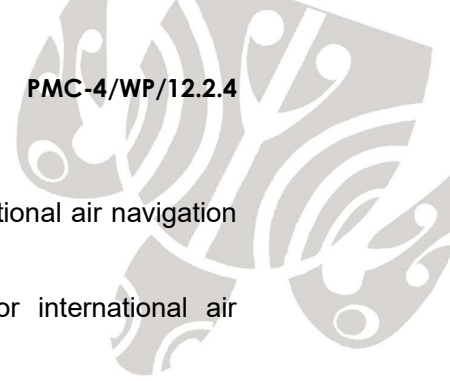 PMC-4/WP/12.2.4
tional air navigation
or international air